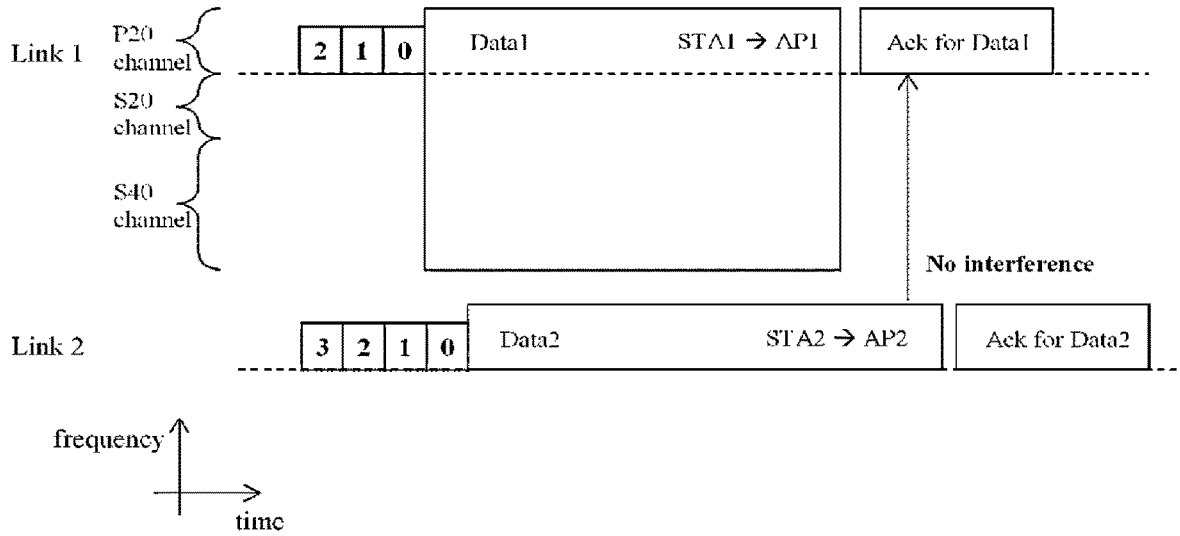 Link 1
P20
channel
S20
channel
S40
channel
2 1 0
Data1 STA1 → AP1
Ack for Data1
No interference
Link 2
3 2 1 0
Data2 STA2 → AP2
Ack for Data2
frequency
time